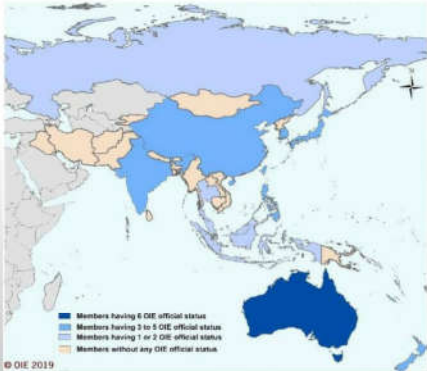 Members having 6 OIE official status
Members having 3 to 5 OIE official status
Members having 1 or 2 OIE official status
Members without any OIE official status
© OIE 2019